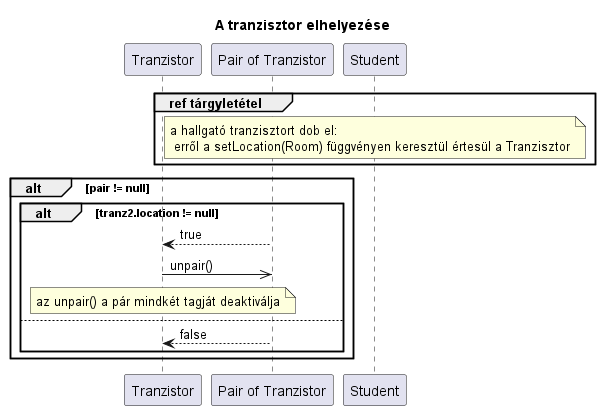 A tranzisztor elhelyezése
Tranzistor
Pair of Tranzistor
Student
ref tárgyletétel
a hallgató tranzisztort dob el:
erről a setLocation(Room) függvényen keresztül értesül a Tranzisztor
alt [pair != null]
alt [tranz2.location != null]
true
unpair()
az unpair() a pár mindkét tagját deaktiválja
false
Tranzistor
Pair of Tranzistor
Student